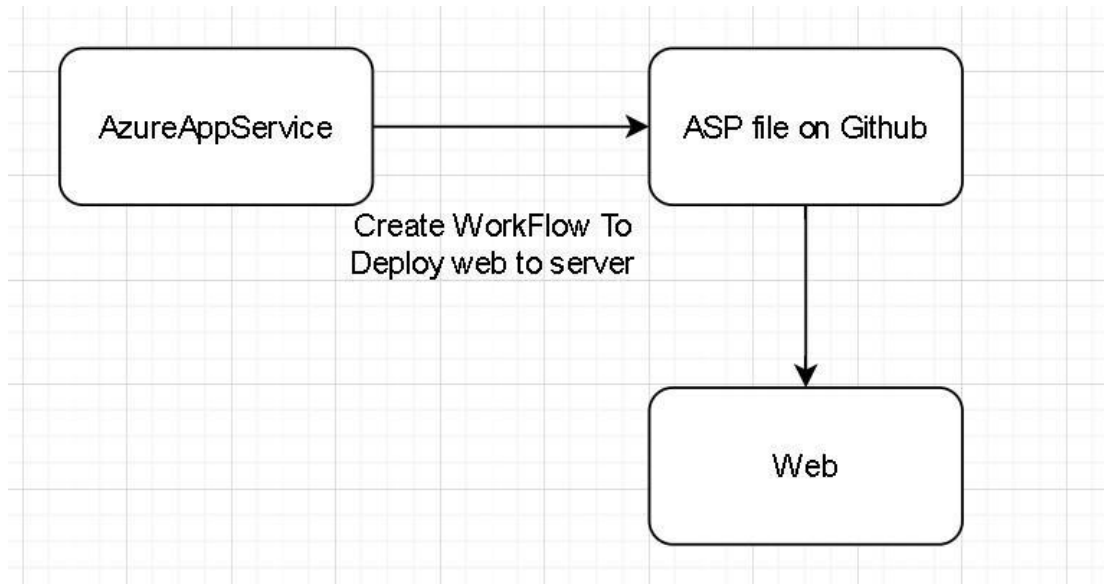 AzureAppService
ASP file on Github
Create WorkFlow To
Deploy web to server
Web